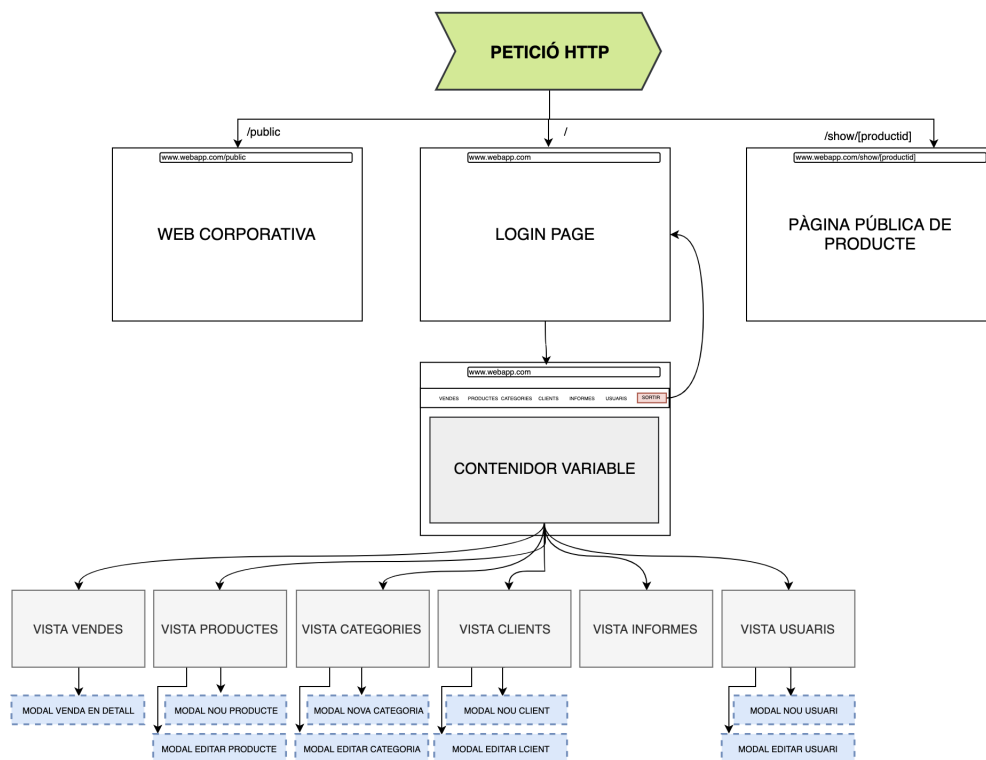 PETICIÓ HTTP
/public
/
/show/[productid]
www.webapp.com/public
www.webapp.com
www.webapp.com/show/[productid]
WEB CORPORATIVA
LOGIN PAGE
PÀGINA PÚBLICA DE
PRODUCTE
www.webapp.com
VENDES PRODUCTES CATEGORIES CLIENTS INFORMES USUARIS SORTIR
CONTENIDOR VARIABLE
VISTA VENDES
VISTA PRODUCTES
VISTA CATEGORIES
VISTA CLIENTS
VISTA INFORMES
VISTA USUARIS
MODAL VENDA EN DETALL
MODAL NOU PRODUCTE
MODAL NOVA CATEGORIA
MODAL NOU CLIENT
MODAL NOU USUARI
MODAL EDITAR PRODUCTE
MODAL EDITAR CATEGORIA
MODAL EDITAR LCIENT
MODAL EDITAR USUARI